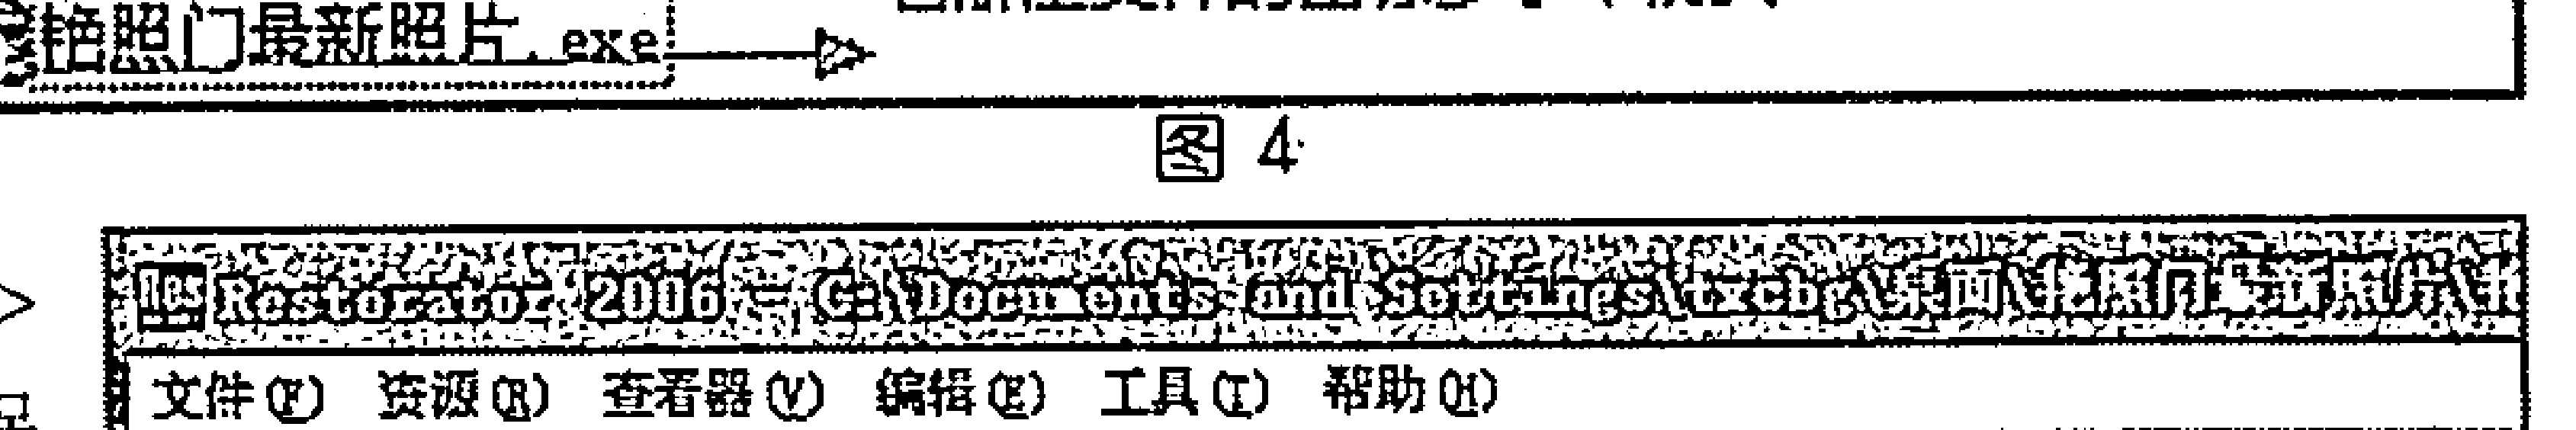 艳照门最新照片.exe
图 4
Restorator 2006 - C:\Documents and Settings\txcbg\桌面\艳照门最新照片\
文件(F) 资源(R) 查看器(V) 编辑(E) 工具(T) 帮助(H)